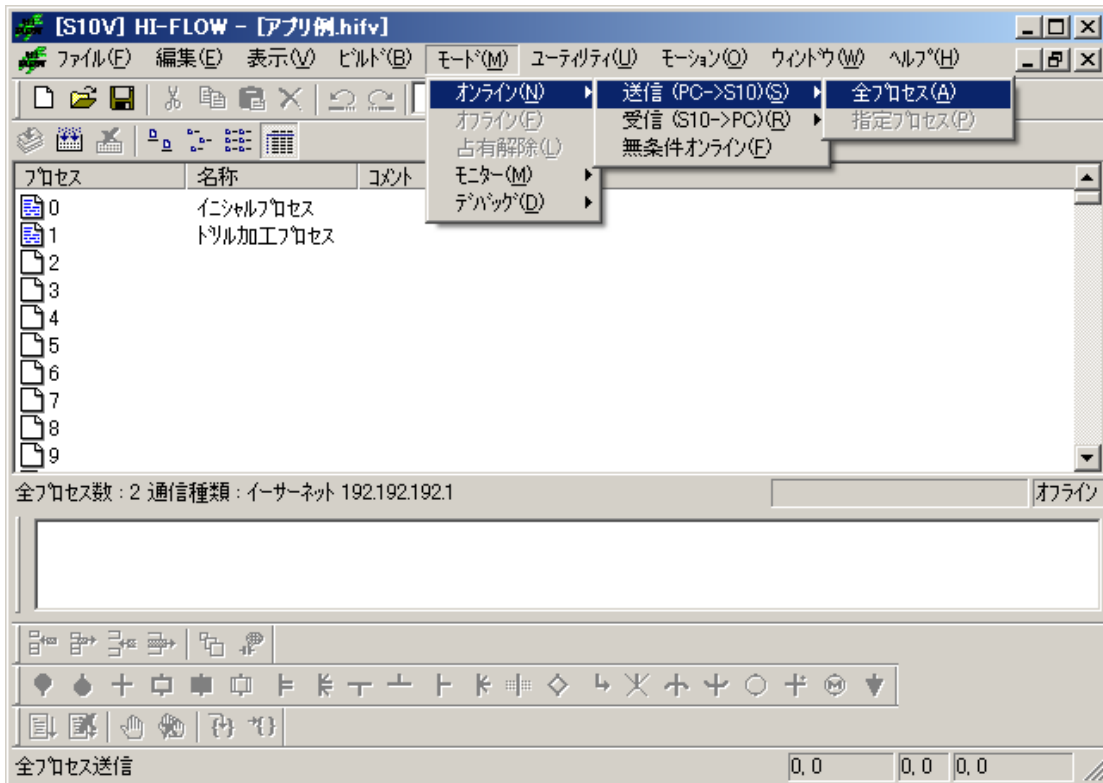 [S10V] HI-FLOW - [アプリ例.hifv]
ファイル(F) 編集(E) 表示(V) ビルド(B) モード(M) ユーティリティ(U) モーション(O) ウィンドウ(W) ヘルプ(H)
オンライン(N)
オフライン(F)
占有解除(L)
モニター(M)
デバッグ(D)
送信 (PC->S10)(S)
受信 (S10->PC)(R)
無条件オンライン(F)
全プロセス(A)
指定プロセス(P)
プロセス 名称 コメント
0 イニシャルプロセス
1 ドリル加工プロセス
2
3
4
5
6
7
8
9
全プロセス数 : 2 通信種類 : イーサーネット 192.192.192.1 オフライン
全プロセス送信 0, 0 0, 0 0, 0